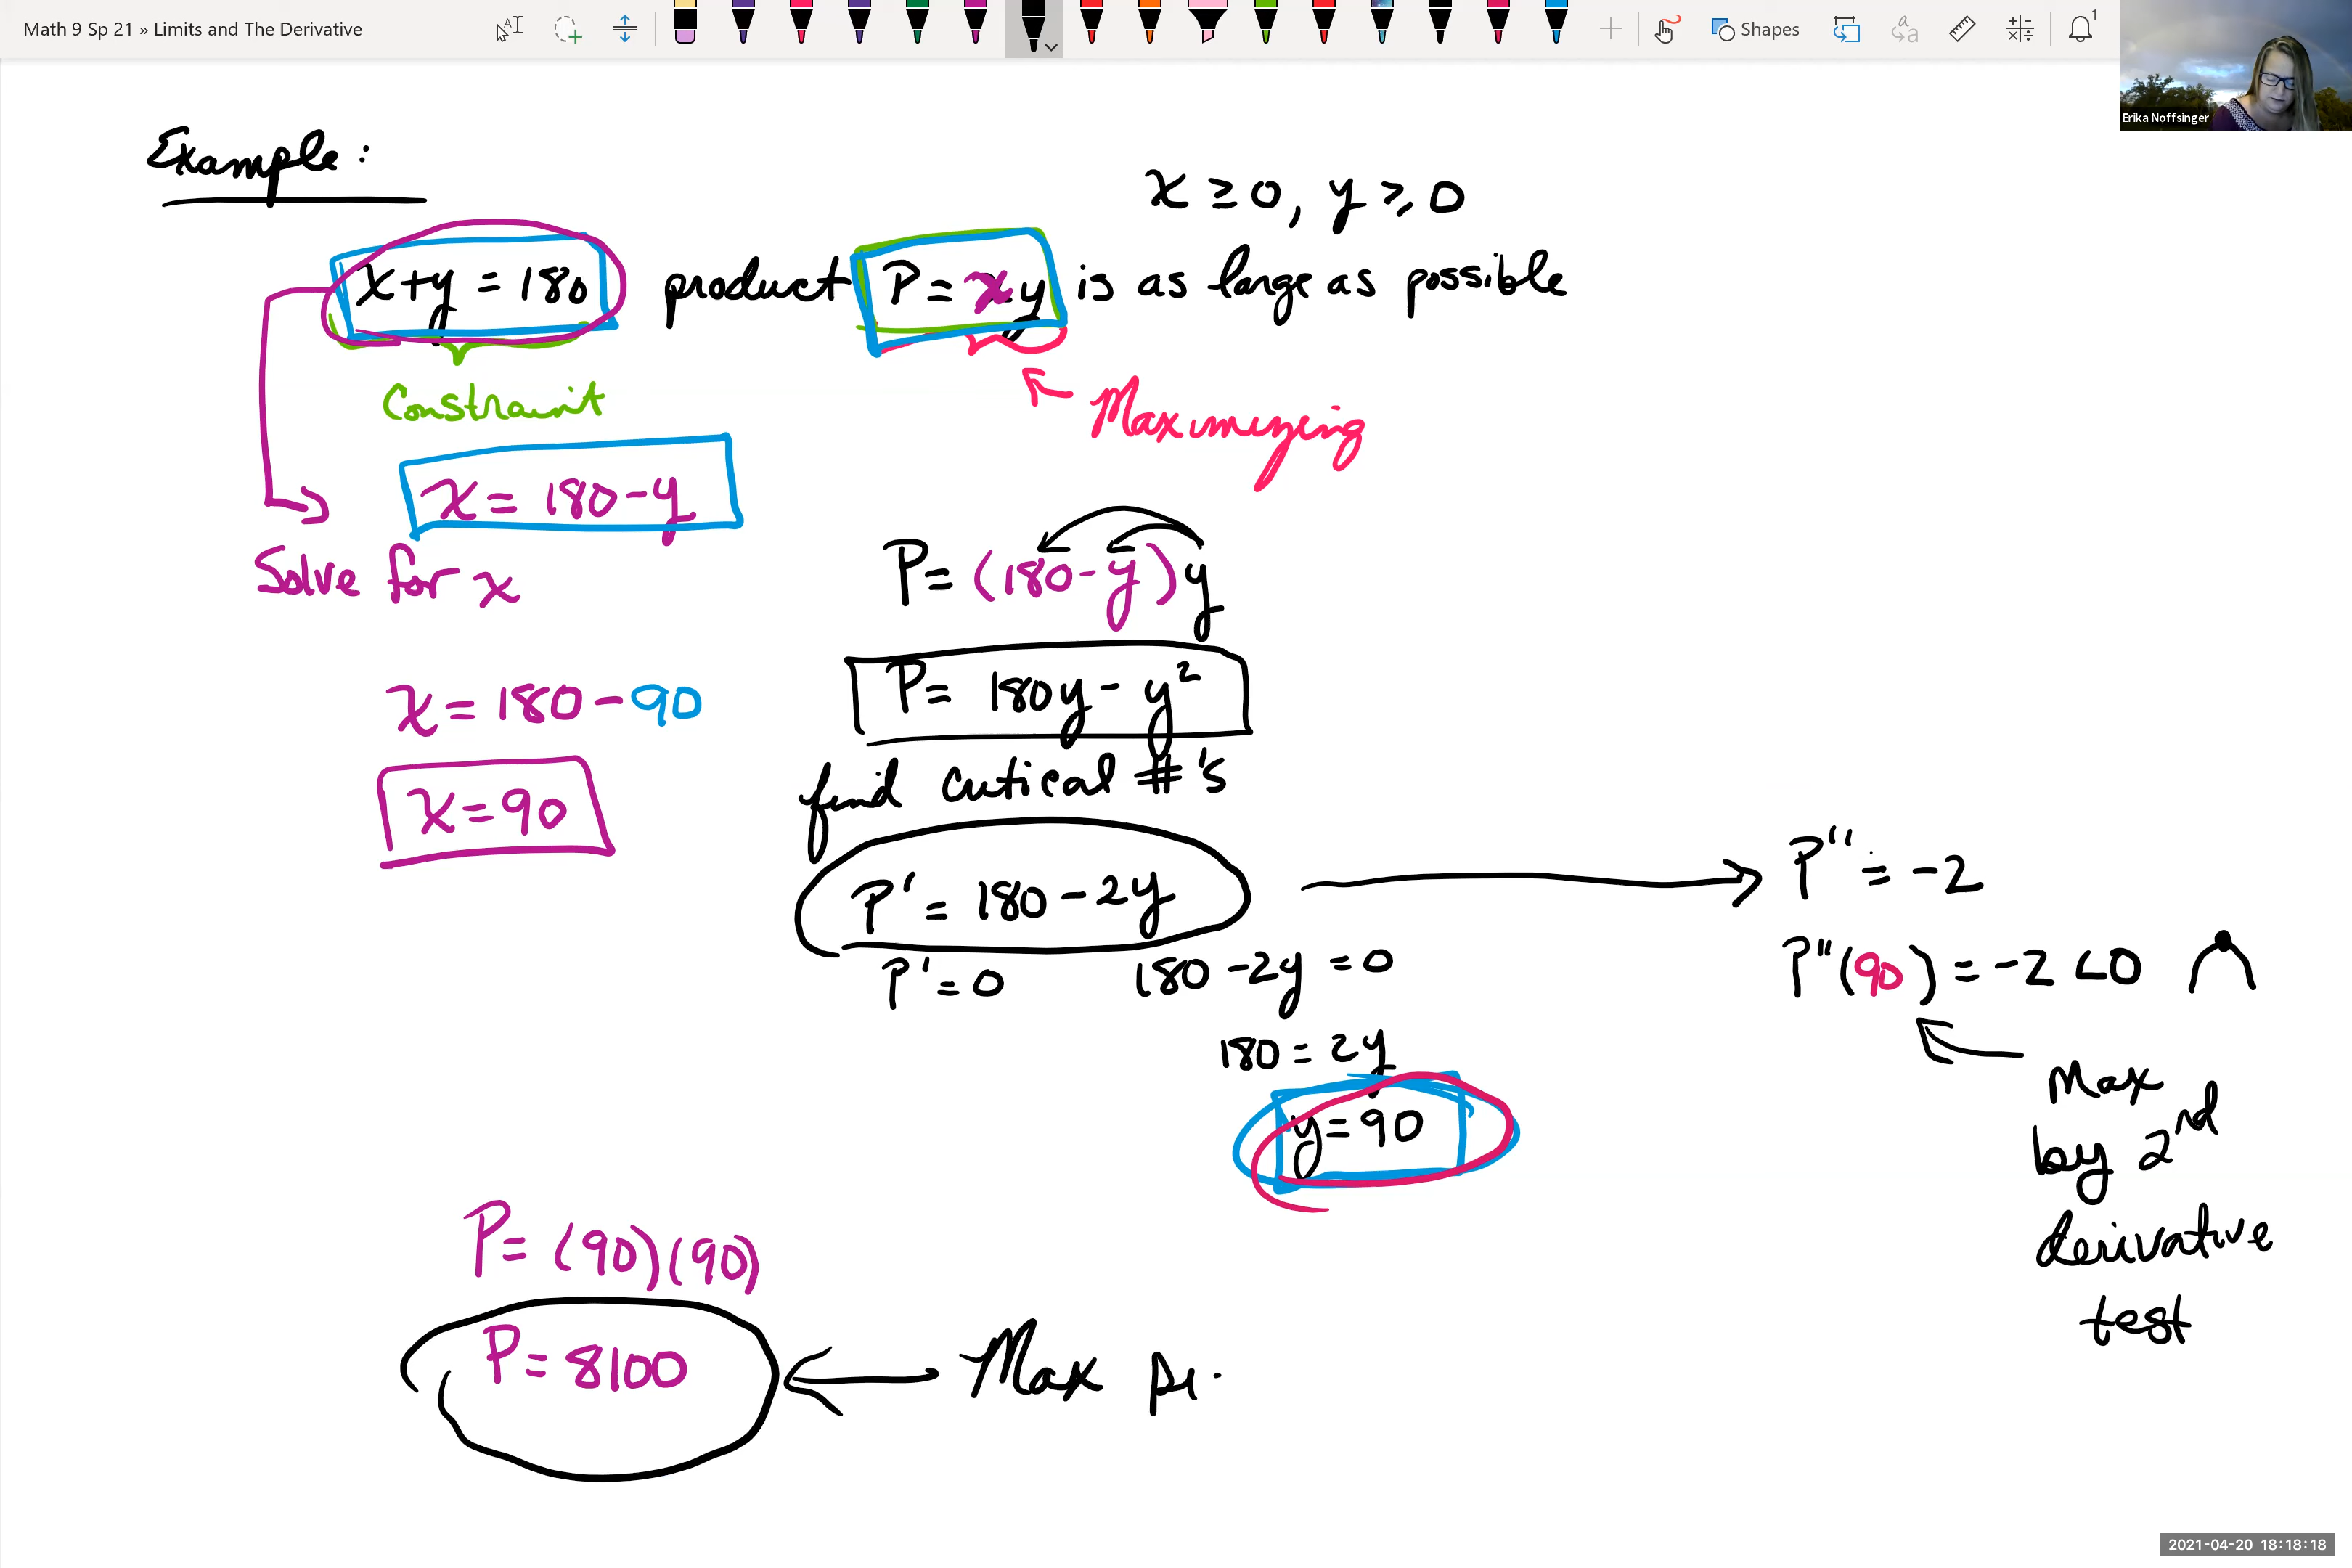 Math 9 Sp 21 » Limits and The Derivative
Shapes
1
Erika Noffsinger
Example:
x ≥ 0, y ≥ 0
x+y = 180 product P = xy is as large as possible
Constraint
Maximizing
x = 180-y
Solve for x
P= (180-y)y
P= 180y - y²
x = 180 - 90
find critical #'s
x = 90
P' = 180 - 2y
P'' = -2
P' = 0 180 - 2y = 0
P''(90) = -2 < 0
180 = 2y
Max
y = 90
by 2nd
derivative
test
P= (90)(90)
P= 8100
Max pr
2021-04-20 18:18:18